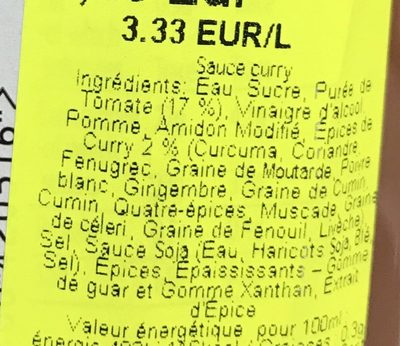 3.33 EUR/L
Sauce curry
Ingrédients: Eau, Sucre, Purée de
Tomate (17 %), Vinaigre d'alcool,
Pomme, Amidon Modifié, Épices de
Curry 2 % (Curcuma, Coriandre,
Fenugrec, Graine de Moutarde, Poivre
blanc, Gingembre, Graine de Cumin,
Cumin, Quatre-épices, Muscade, Graine
de céleri, Graine de Fenouil, Livèche),
Sel, Sauce Soja (Eau, Haricots Soja, Blé,
Sel), Épices, Épaississants – Gomme
de guar et Gomme Xanthan, Extrait
d'Épice
Valeur énergétique pour 100ml: